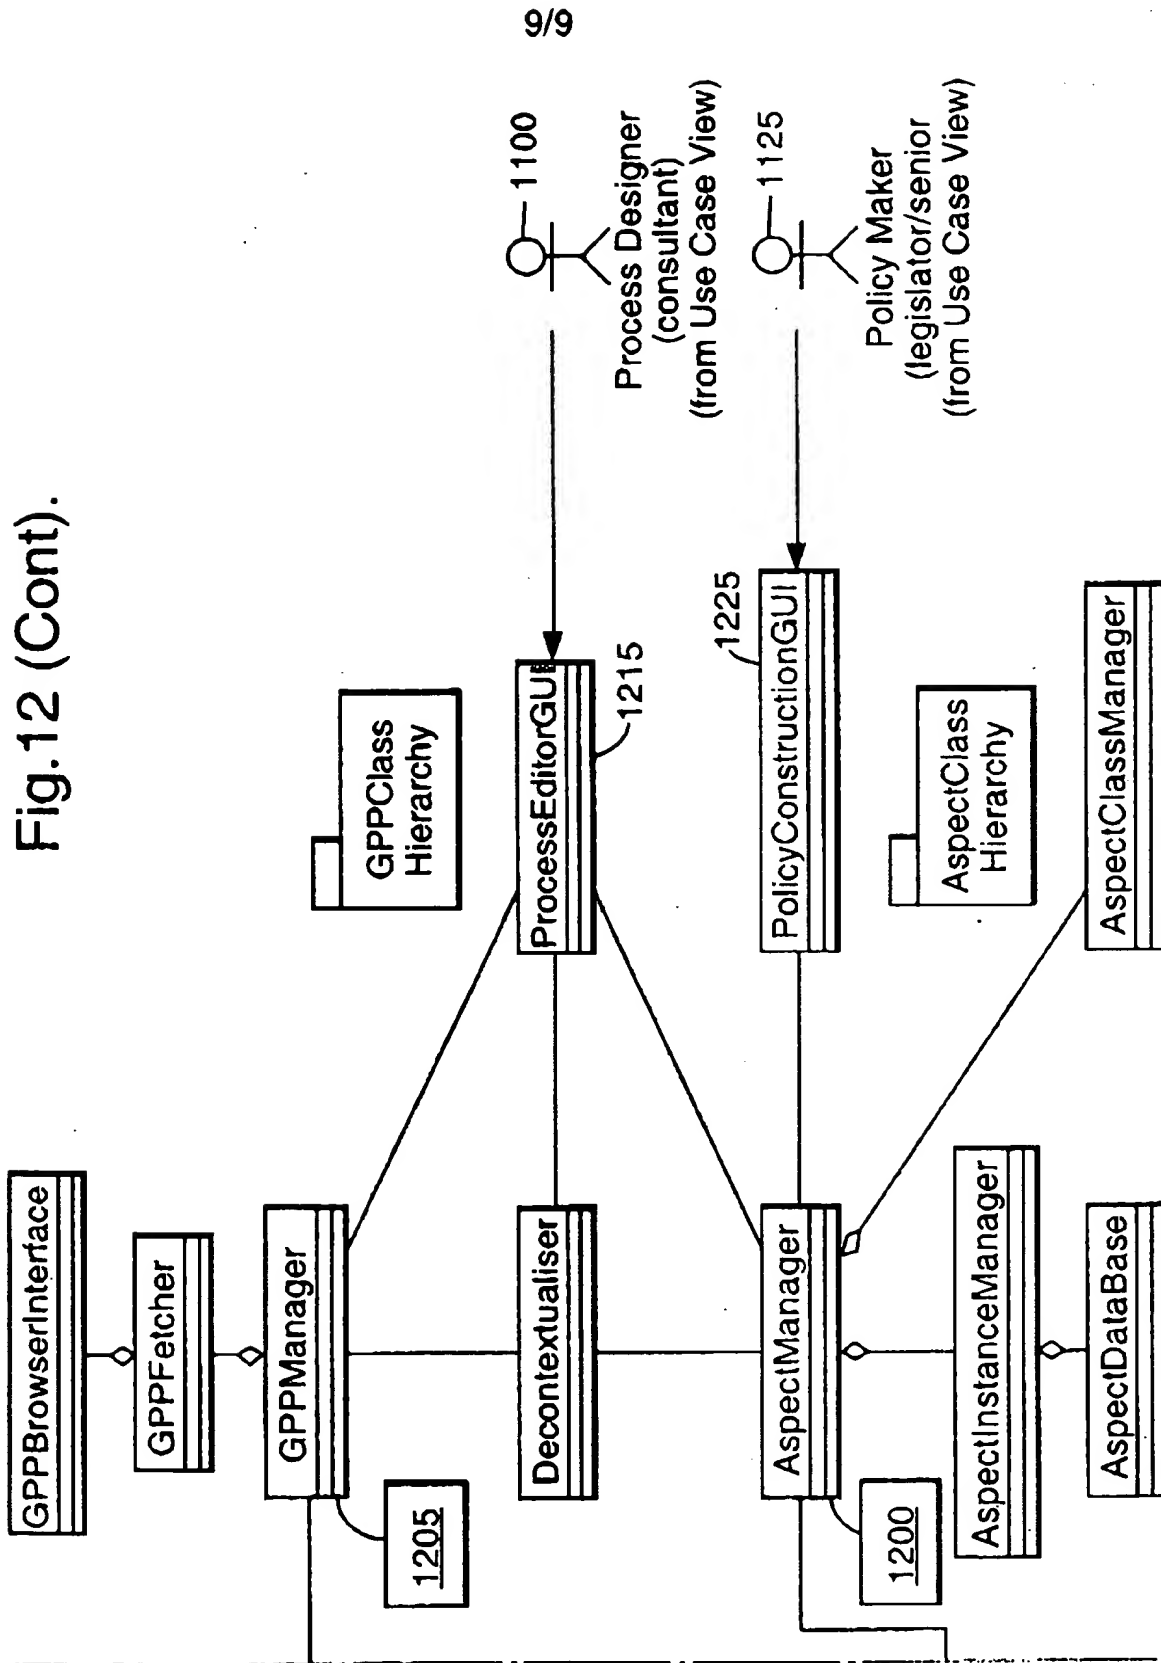 9/9
Fig.12 (Cont).
GPPBrowserInterface
GPPFetcher
GPPManager
1205
GPPClass
Hierarchy
Decontextualiser
ProcessEditorGUI
1215
1100
Process Designer
(consultant)
(from Use Case View)
AspectManager
1200
PolicyConstructionGUI
1225
1125
Policy Maker
(legislator/senior
(from Use Case View)
AspectClass
Hierarchy
AspectInstanceManager
AspectDataBase
AspectClassManager